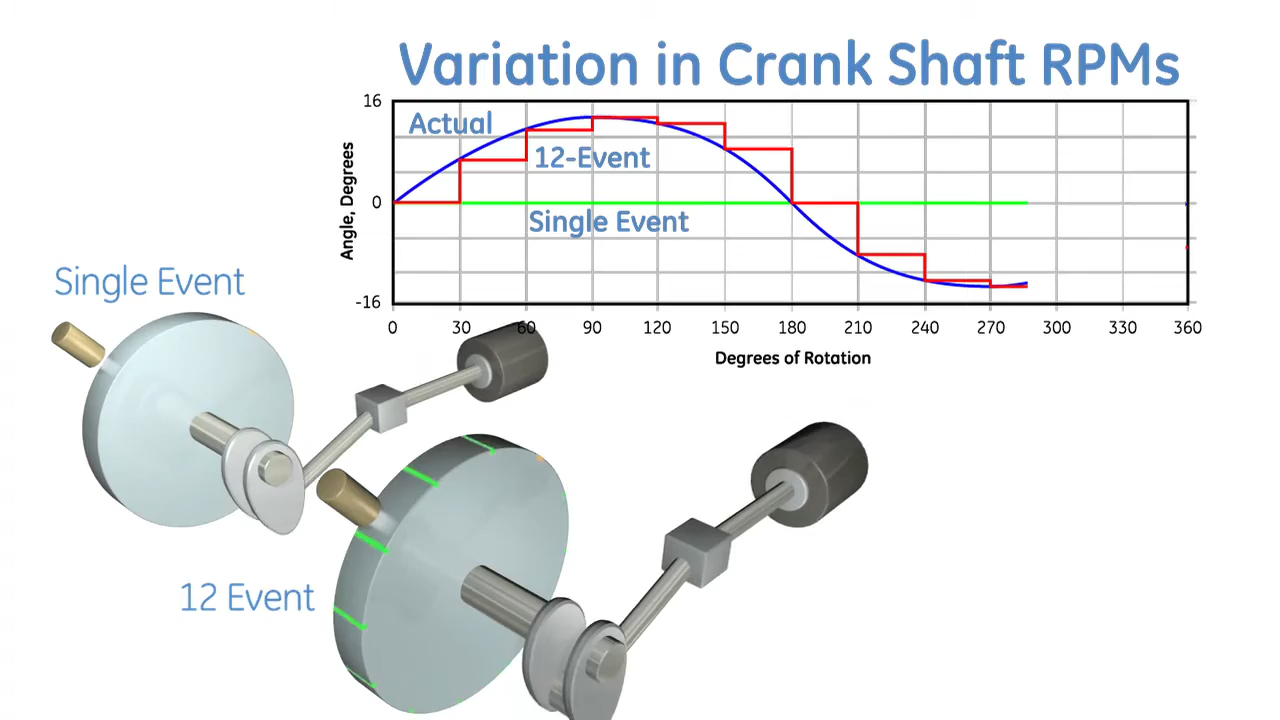 Variation in Crank Shaft RPMs
16
Actual
12-Event
Angle, Degrees
0
Single Event
-16
0 30 60 90 120 150 180 210 240 270 300 330 360
Degrees of Rotation
Single Event
12 Event